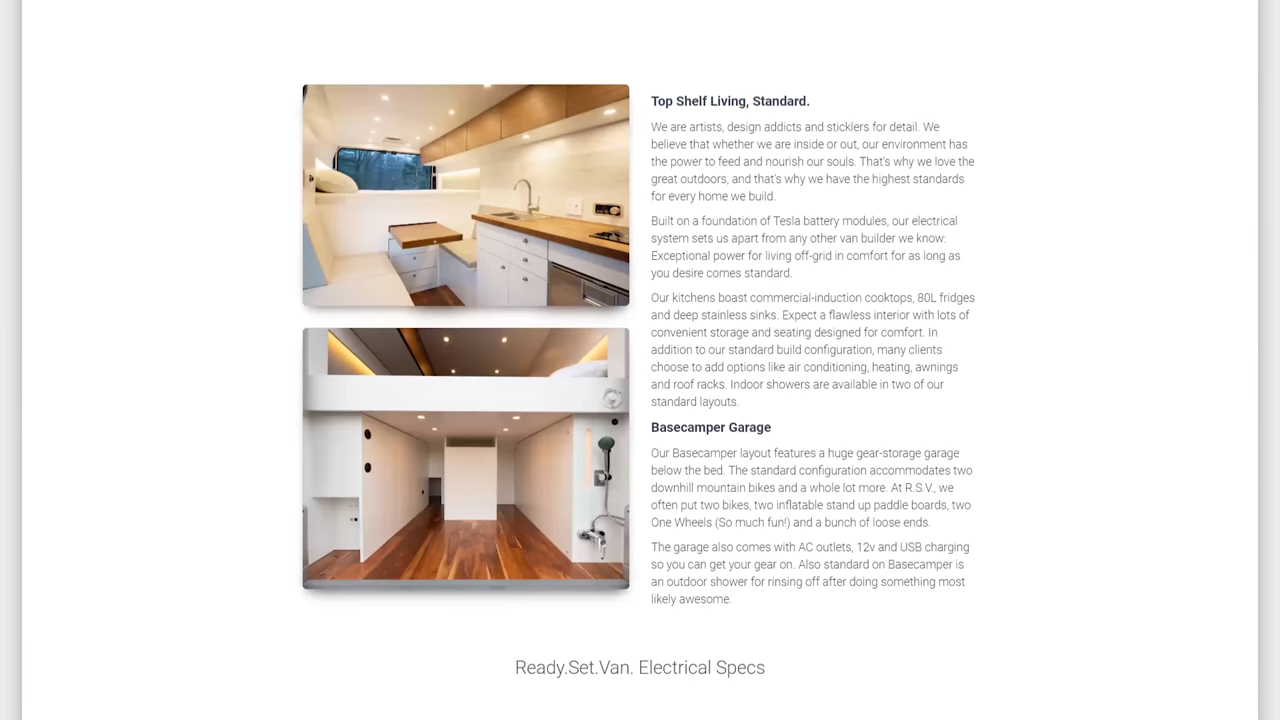 Top Shelf Living, Standard.
We are artists, design addicts and sticklers for detail. We
believe that whether we are inside or out, our environment has
the power to feed and nourish our souls. That's why we love the
great outdoors, and that's why we have the highest standards
for every home we build.
Built on a foundation of Tesla battery modules, our electrical
system sets us apart from any other van builder we know:
Exceptional power for living off-grid in comfort for as long as
you desire comes standard.
Our kitchens boast commercial-induction cooktops, 80L fridges
and deep stainless sinks. Expect a flawless interior with lots of
convenient storage and seating designed for comfort. In
addition to our standard build configuration, many clients
choose to add options like air conditioning, heating, awnings
and roof racks. Indoor showers are available in two of our
standard layouts.
Basecamper Garage
Our Basecamper layout features a huge gear-storage garage
below the bed. The standard configuration accommodates two
downhill mountain bikes and a whole lot more. At R.S.V., we
often put two bikes, two inflatable stand up paddle boards, two
One Wheels (So much fun!) and a bunch of loose ends.
The garage also comes with AC outlets, 12v and USB charging
so you can get your gear on. Also standard on Basecamper is
an outdoor shower for rinsing off after doing something most
likely awesome.
Ready.Set.Van. Electrical Specs